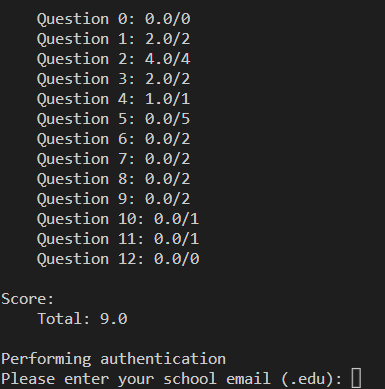 Question 0: 0.0/0
Question 1: 2.0/2
Question 2: 4.0/4
Question 3: 2.0/2
Question 4: 1.0/1
Question 5: 0.0/5
Question 6: 0.0/2
Question 7: 0.0/2
Question 8: 0.0/2
Question 9: 0.0/2
Question 10: 0.0/1
Question 11: 0.0/1
Question 12: 0.0/0
Score:
Total: 9.0
Performing authentication
Please enter your school email (.edu):